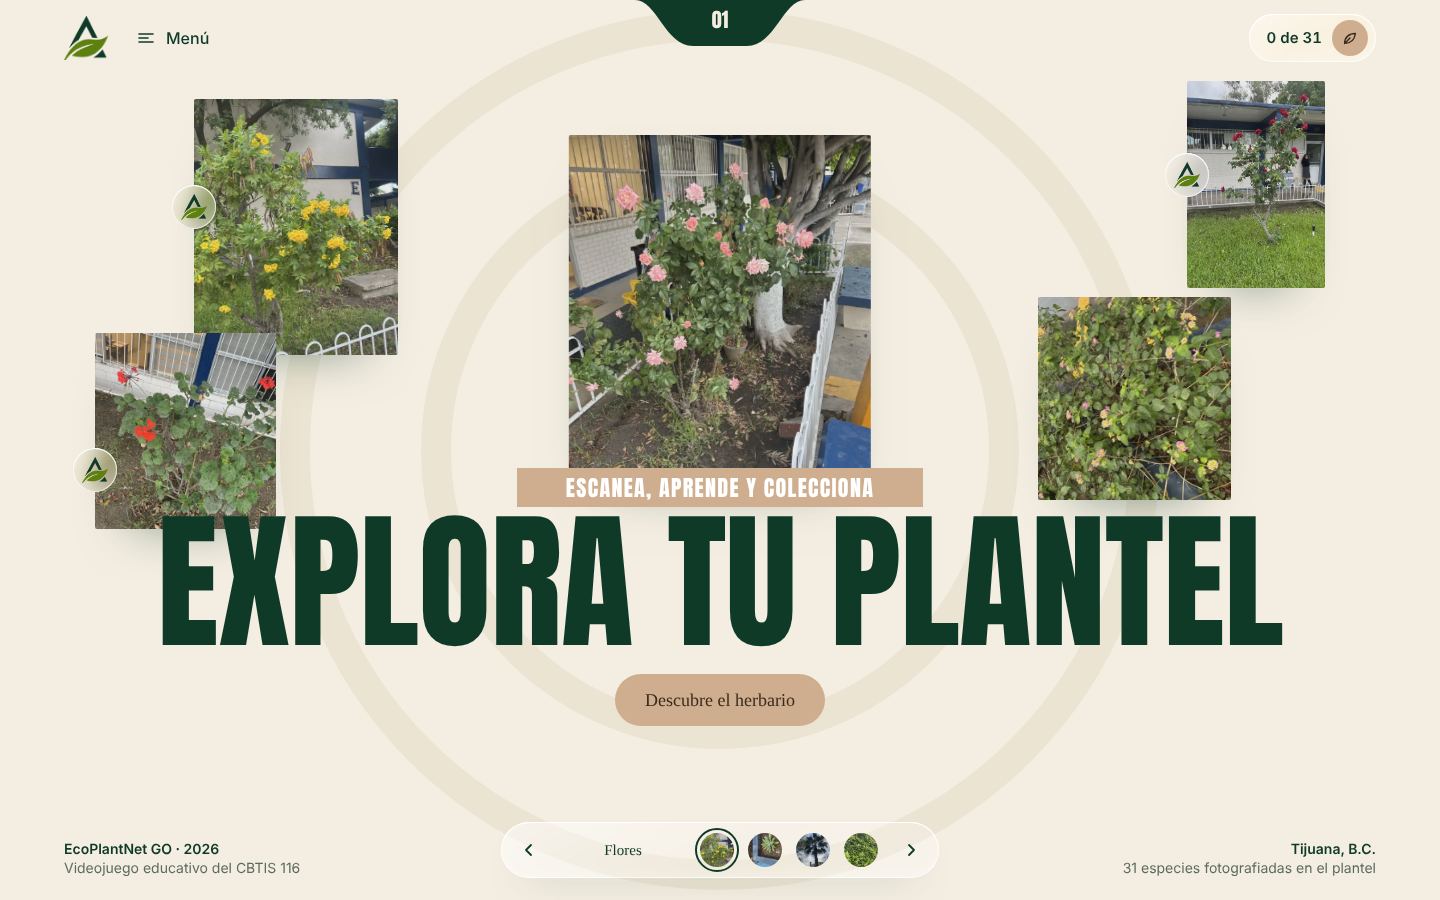 Menú
01
0 de 31
E
ESCANEA, APRENDE Y COLECCIONA
EXPLORA TU PLANTEL
Descubre el herbario
EcoPlantNet GO · 2026
Videojuego educativo del CBTIS 116
Flores
Tijuana, B.C.
31 especies fotografiadas en el plantel